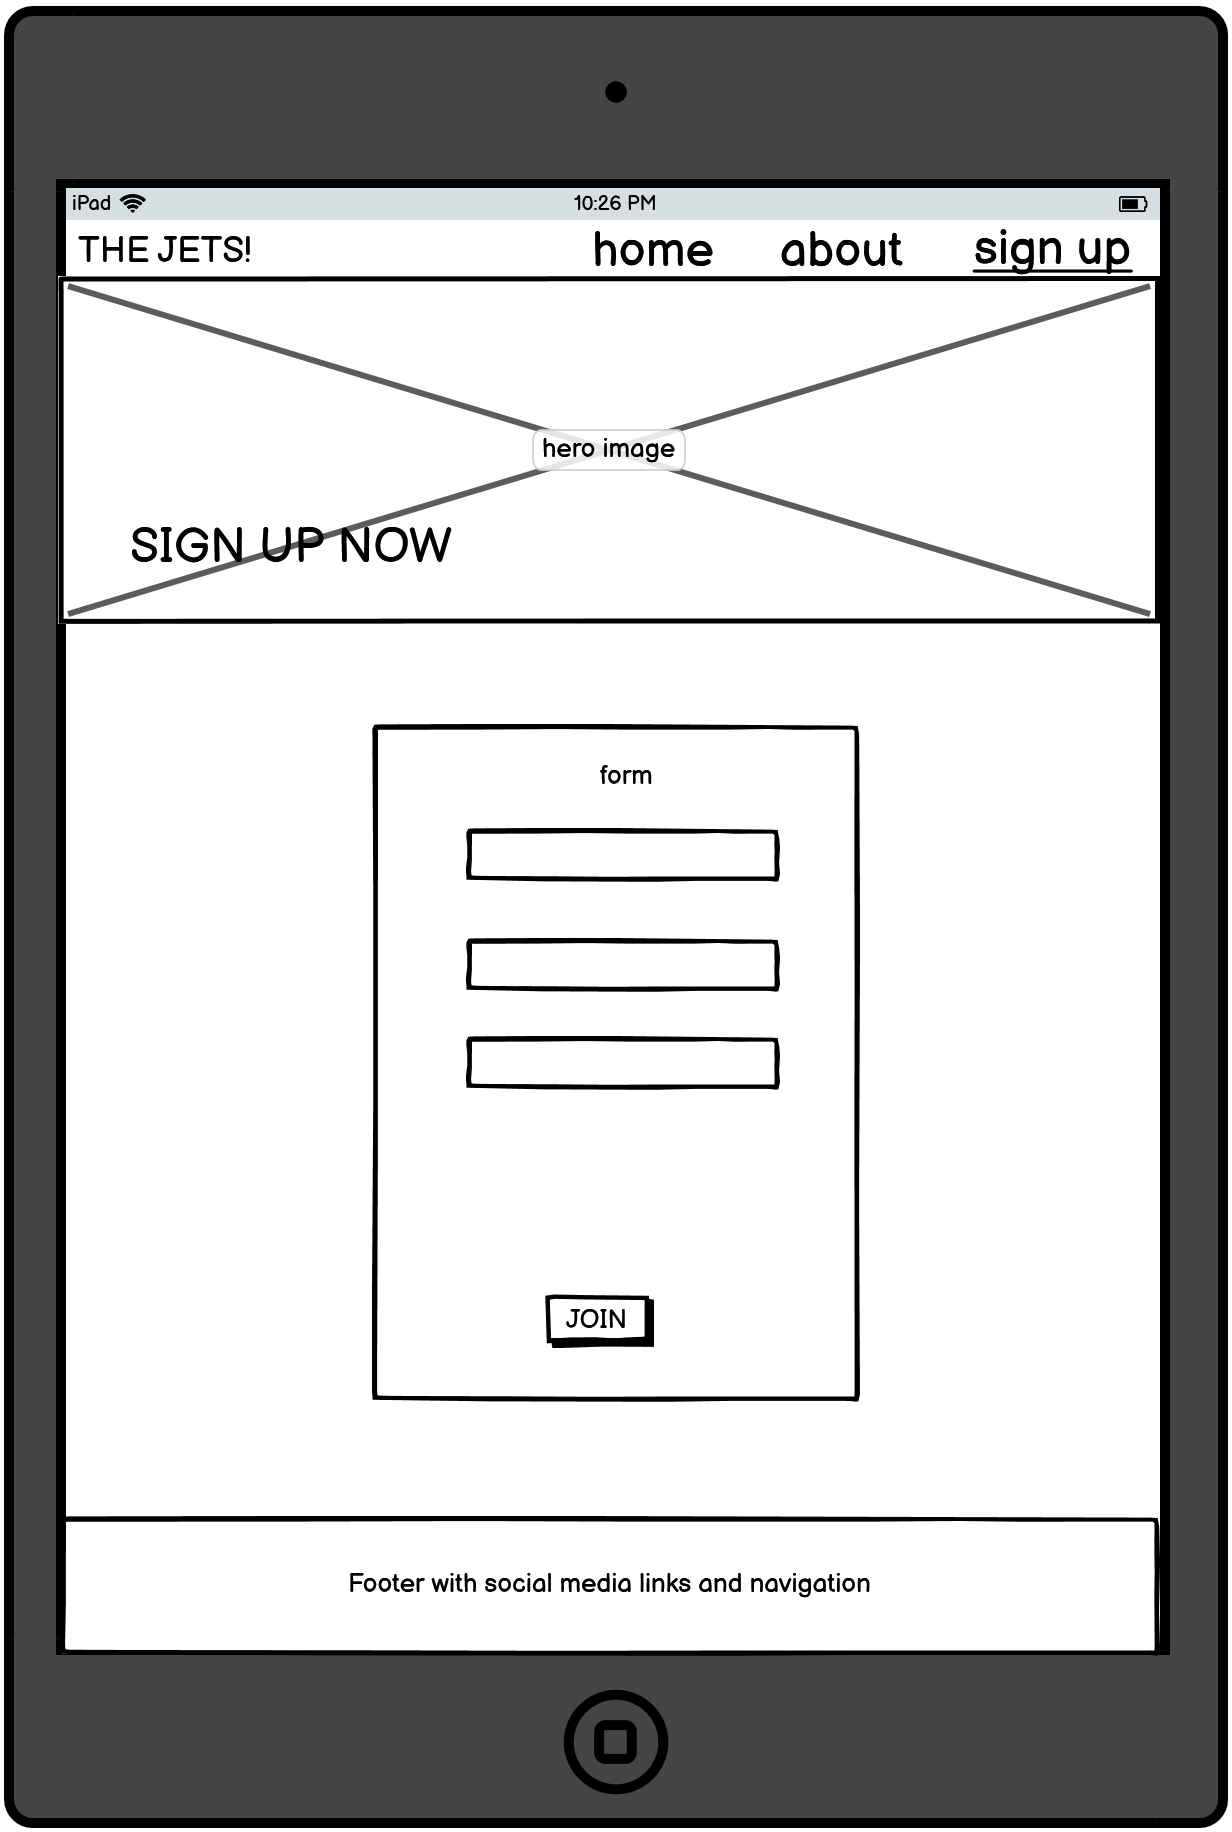 iPad 10:26 PM
THE JETS! home about sign up
hero image
SIGN UP NOW
form
JOIN
Footer with social media links and navigation